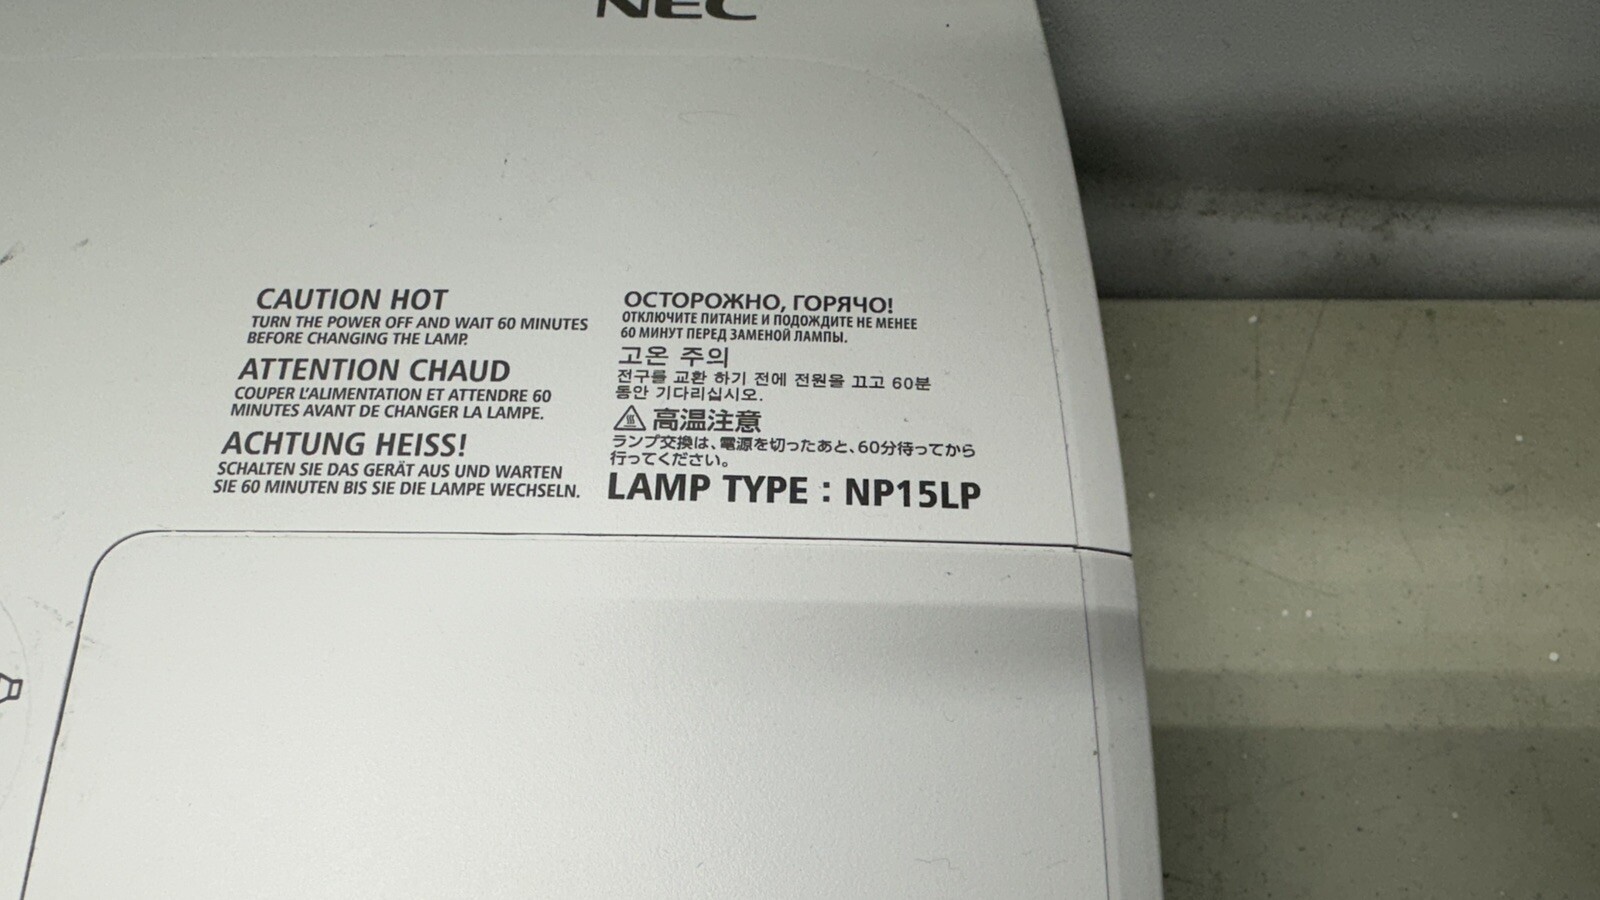 NEC
CAUTION HOT
TURN THE POWER OFF AND WAIT 60 MINUTES
BEFORE CHANGING THE LAMP.
ATTENTION CHAUD
COUPER L'ALIMENTATION ET ATTENDRE 60
MINUTES AVANT DE CHANGER LA LAMPE.
ACHTUNG HEISS!
SCHALTEN SIE DAS GERÄT AUS UND WARTEN
SIE 60 MINUTEN BIS SIE DIE LAMPE WECHSELN.
ОСТОРОЖНО, ГОРЯЧО!
ОТКЛЮЧИТЕ ПИТАНИЕ И ПОДОЖДИТЕ НЕ МЕНЕЕ
60 МИНУТ ПЕРЕД ЗАМЕНОЙ ЛАМПЫ.
고온 주의
전구를 교환 하기 전에 전원을 끄고 60분
동안 기다리십시오.
高温注意
ランプ交換は、電源を切ったあと、60分待ってから
行ってください。
LAMP TYPE : NP15LP